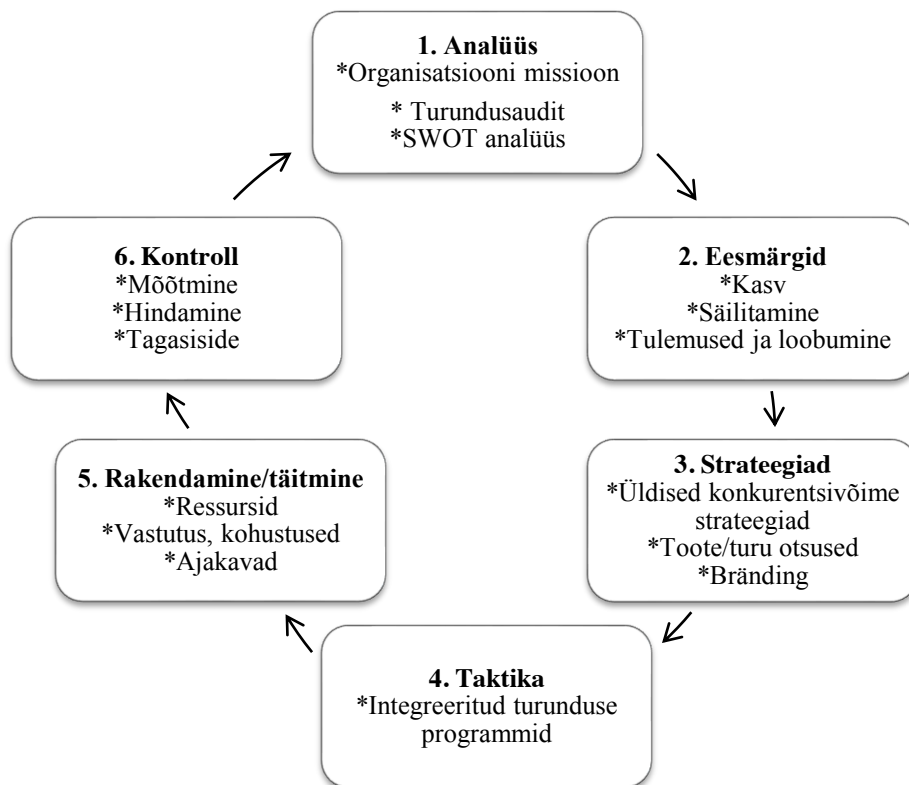 1. Analüüs
*Organisatsiooni missioon
* Turundusaudit
*SWOT analüüs
2. Eesmärgid
*Kasv
*Säilitamine
*Tulemused ja loobumine
3. Strateegiad
*Üldised konkurentsivõime
strateegiad
*Toote/turu otsused
*Bränding
4. Taktika
*Integreeritud turunduse
programmid
5. Rakendamine/täitmine
*Ressursid
*Vastutus, kohustused
*Ajakavad
6. Kontroll
*Mõõtmine
*Hindamine
*Tagasiside